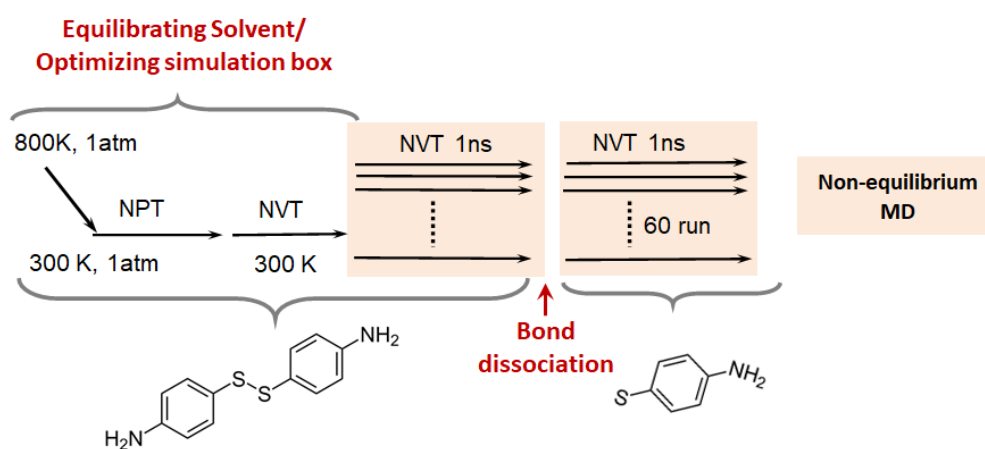 Equilibrating Solvent/
Optimizing simulation box
800K, 1atm
NPT
NVT
300 K, 1atm
300 K
NVT 1ns
NVT 1ns
60 run
Non-equilibrium
MD
Bond
dissociation
NH2
S
S
H2N
S
NH2